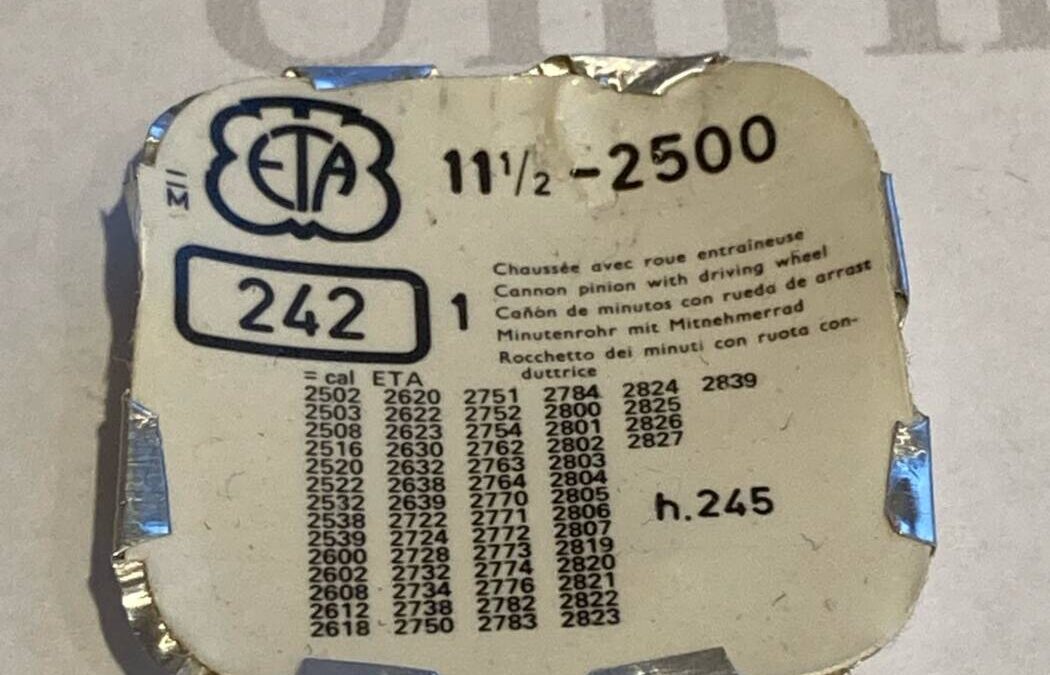 ETA
11 1/2 -2500
M
242
1
Chaussée avec roue entraîneuse
Cannon pinion with driving wheel
Cañón de minutos con rueda de arrast
Minutenrohr mit Mitnehmerrad
Rocchetto dei minuti con ruota con-
duttrice
= cal ETA
2502 2620 2751 2784 2824 2839
2503 2622 2752 2800 2825
2508 2623 2754 2801 2826
2516 2630 2762 2802 2827
2520 2632 2763 2803
2522 2638 2764 2804
2532 2639 2770 2805
2538 2722 2771 2806
2539 2724 2772 2807
2600 2728 2773 2819
2602 2732 2774 2820
2608 2734 2776 2821
2612 2738 2782 2822
2618 2750 2783 2823
h.245